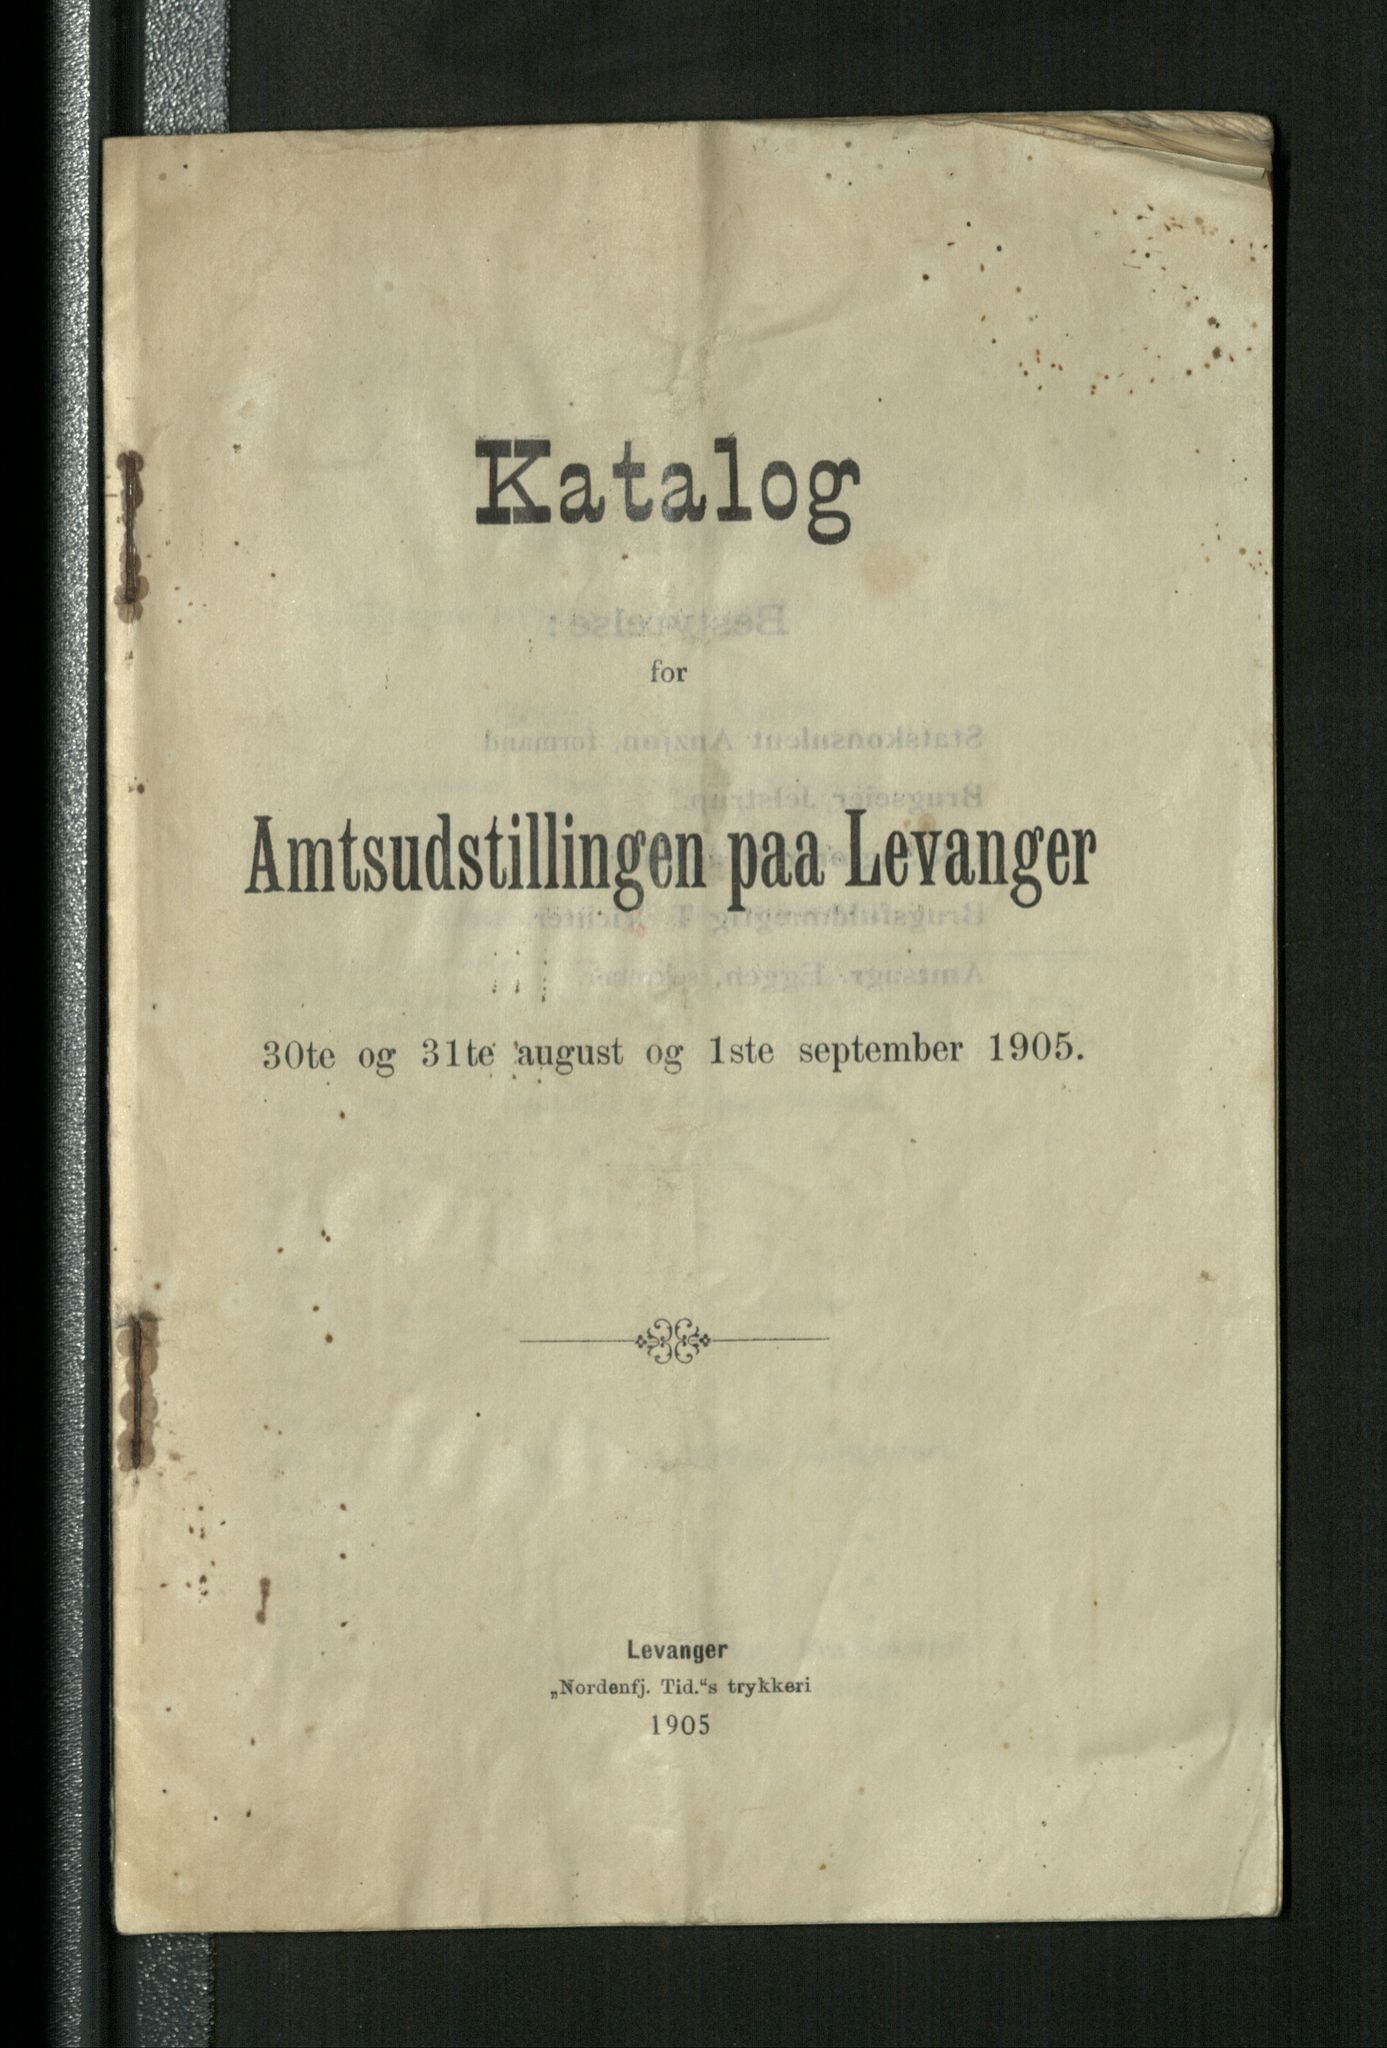 Katalog
for
Amtsudstillingen paa Levanger
30te og 31te august og 1ste september 1905.
Levanger
„Nordenfj. Tid.“s trykkeri
1905